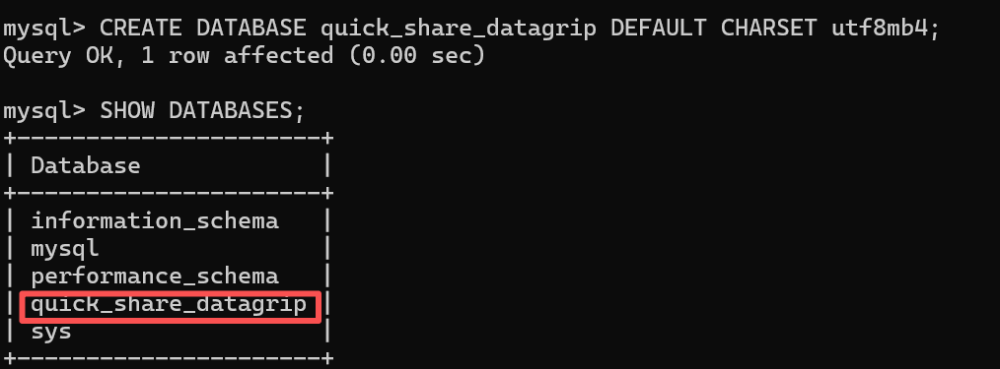 mysql> CREATE DATABASE quick_share_datagrip DEFAULT CHARSET utf8mb4;
Query OK, 1 row affected (0.00 sec)
mysql> SHOW DATABASES;
+----------------------+
| Database             |
+----------------------+
| information_schema   |
| mysql                |
| performance_schema   |
| quick_share_datagrip |
| sys                  |
+----------------------+